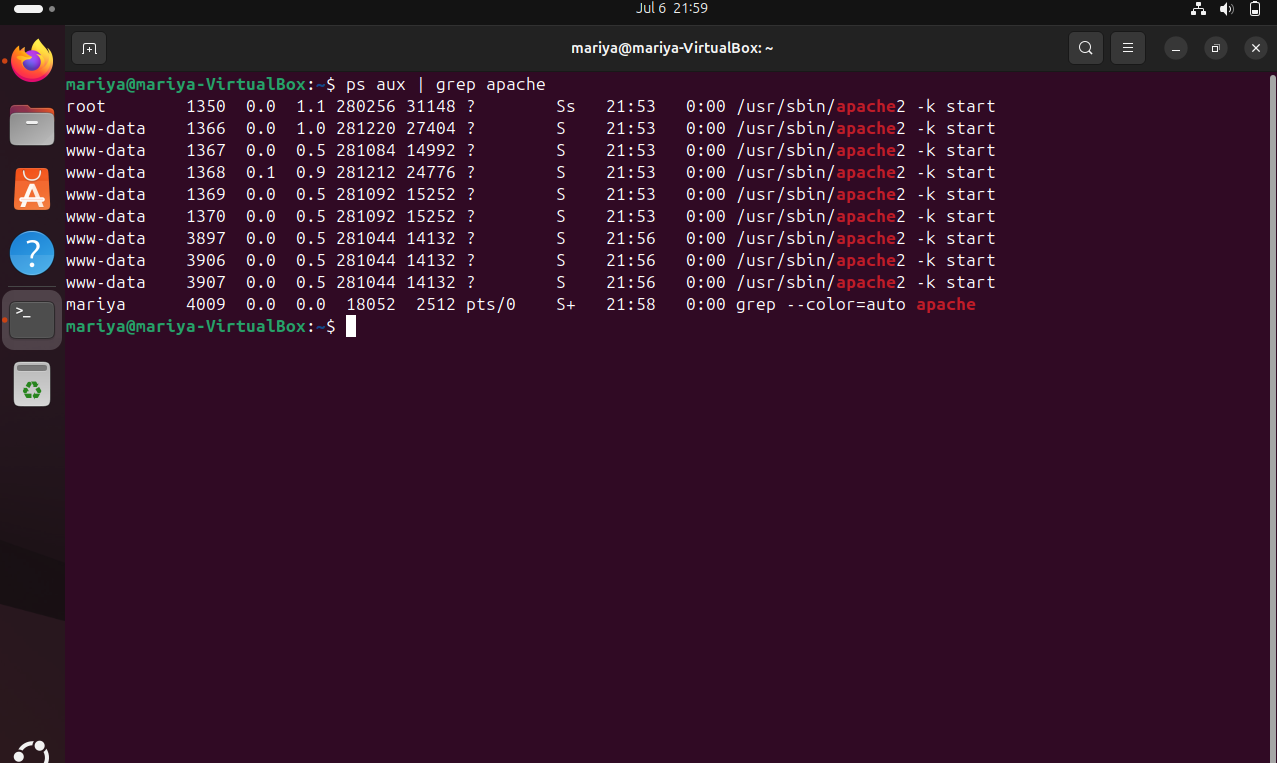 Jul 6 21:59
mariya@mariya-VirtualBox: ~
mariya@mariya-VirtualBox:~$ ps aux | grep apache
root        1350  0.0  1.1 280256 31148 ?        Ss   21:53   0:00 /usr/sbin/apache2 -k start
www-data    1366  0.0  1.0 281220 27404 ?        S    21:53   0:00 /usr/sbin/apache2 -k start
www-data    1367  0.0  0.5 281084 14992 ?        S    21:53   0:00 /usr/sbin/apache2 -k start
www-data    1368  0.1  0.9 281212 24776 ?        S    21:53   0:00 /usr/sbin/apache2 -k start
www-data    1369  0.0  0.5 281092 15252 ?        S    21:53   0:00 /usr/sbin/apache2 -k start
www-data    1370  0.0  0.5 281092 15252 ?        S    21:53   0:00 /usr/sbin/apache2 -k start
www-data    3897  0.0  0.5 281044 14132 ?        S    21:56   0:00 /usr/sbin/apache2 -k start
www-data    3906  0.0  0.5 281044 14132 ?        S    21:56   0:00 /usr/sbin/apache2 -k start
www-data    3907  0.0  0.5 281044 14132 ?        S    21:56   0:00 /usr/sbin/apache2 -k start
mariya      4009  0.0  0.0  18052  2512 pts/0    S+   21:58   0:00 grep --color=auto apache
mariya@mariya-VirtualBox:~$